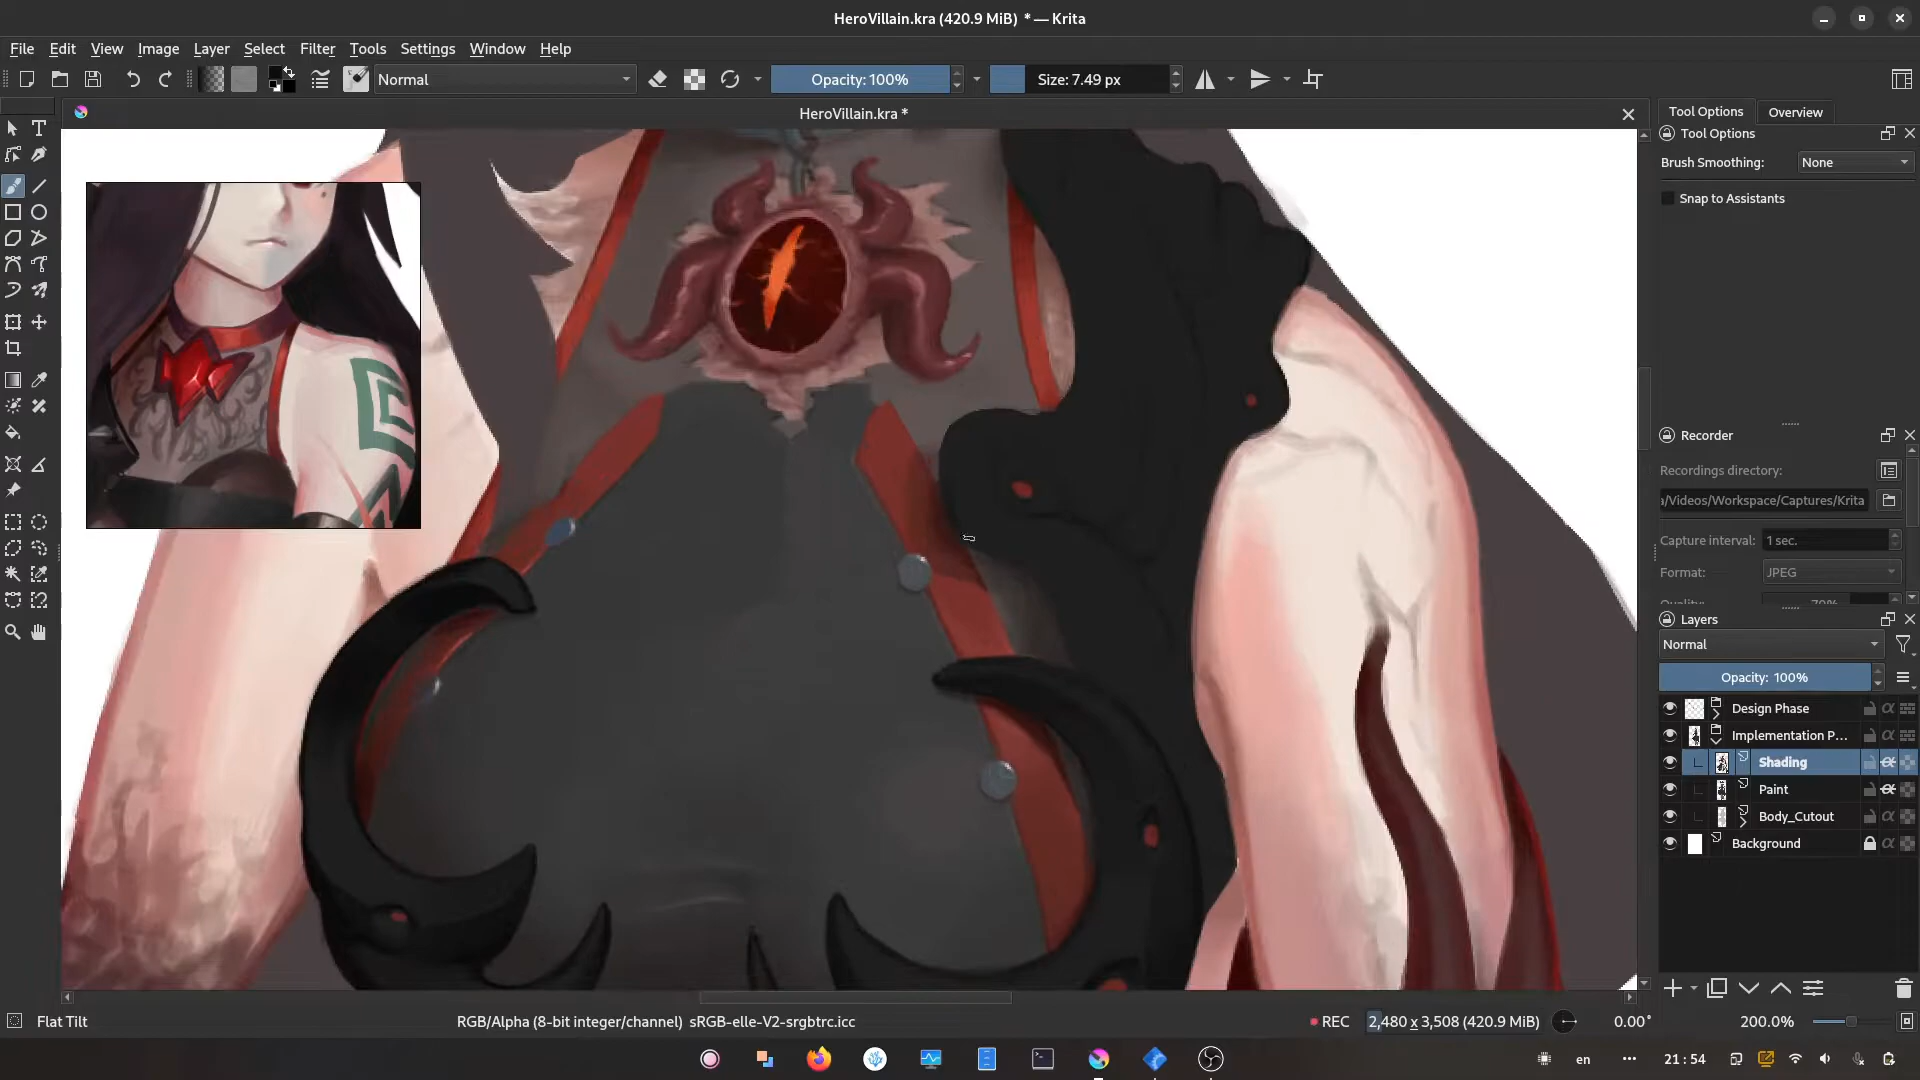 HeroVillain.kra (420.9 MiB) * — Krita
File Edit View Image Layer Select Filter Tools Settings Window Help
Normal Opacity: 100% Size: 7.49 px
HeroVillain.kra *
Tool Options Overview
Tool Options
Brush Smoothing: None
Snap to Assistants
Recorder
Recordings directory:
ı/Videos/Workspace/Captures/Krita
Capture interval: 1 sec.
Format: JPEG
Layers
Normal
Opacity: 100%
Design Phase
Implementation P...
Shading
Paint
Body_Cutout
Background
Flat Tilt RGB/Alpha (8-bit integer/channel) sRGB-elle-V2-srgbtrc.icc REC 2,480 x 3,508 (420.9 MiB) 0.00° 200.0%
en 21 : 54